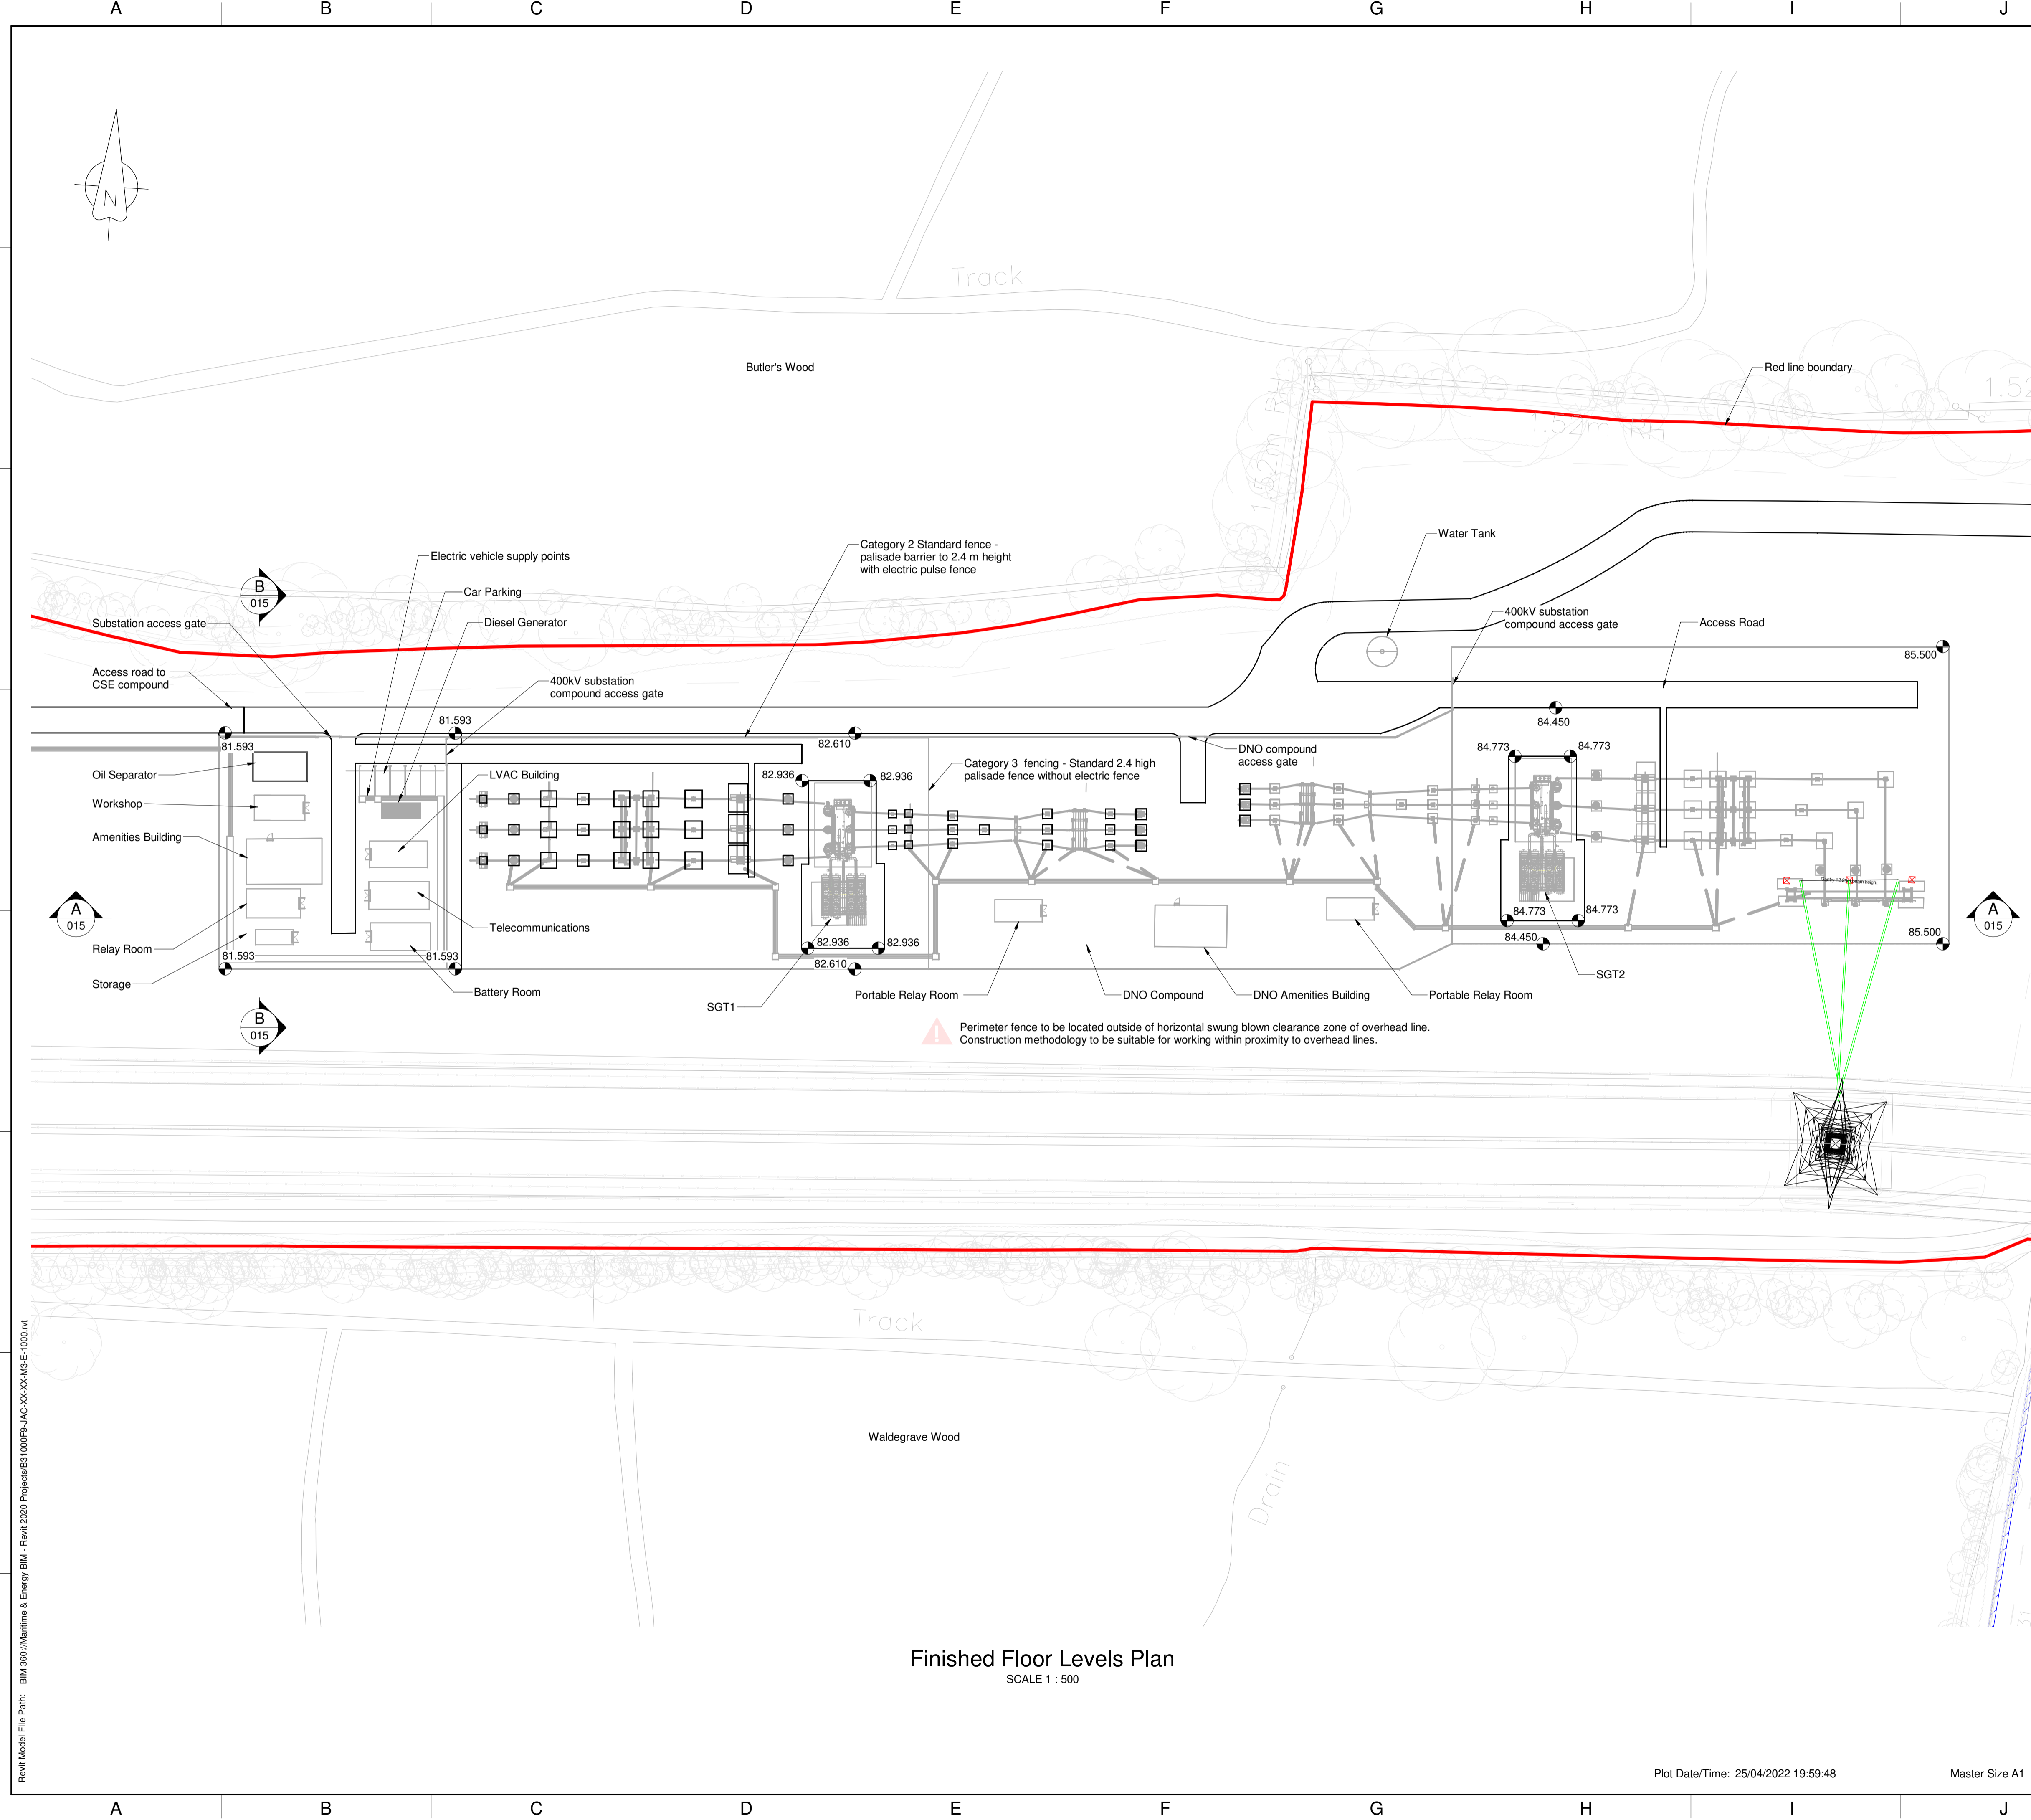 A B C D E F G H I J
N
Track
Butler's Wood
Red line boundary
1.52m RH
1.52m RH
Water Tank
Electric vehicle supply points
Category 2 Standard fence -
palisade barrier to 2.4 m height
with electric pulse fence
B
015
Car Parking
Substation access gate
Diesel Generator
400kV substation
compound access gate
Access Road
85.500
Access road to
CSE compound
400kV substation
compound access gate
81.593
84.450
81.593
82.610
DNO compound
access gate
84.773
84.773
Oil Separator
LVAC Building
82.936
82.936
Category 3 fencing - Standard 2.4 high
palisade fence without electric fence
Workshop
Amenities Building
A
015
84.773
84.773
A
015
Telecommunications
85.500
Relay Room
82.936
82.936
84.450
81.593
81.593
82.610
SGT2
Storage
Battery Room
SGT1
Portable Relay Room
DNO Compound
DNO Amenities Building
Portable Relay Room
B
015
Perimeter fence to be located outside of horizontal swung blown clearance zone of overhead line.
Construction methodology to be suitable for working within proximity to overhead lines.
Track
Waldegrave Wood
Drain
Finished Floor Levels Plan
SCALE 1 : 500
Revit Model File Path: BIM 360://Maritime & Energy BIM - Revit 2020 Projects/B31000F9-JAC-XX-XX-M3-E-1000.rvt
Plot Date/Time: 25/04/2022 19:59:48
Master Size A1
A B C D E F G H I J